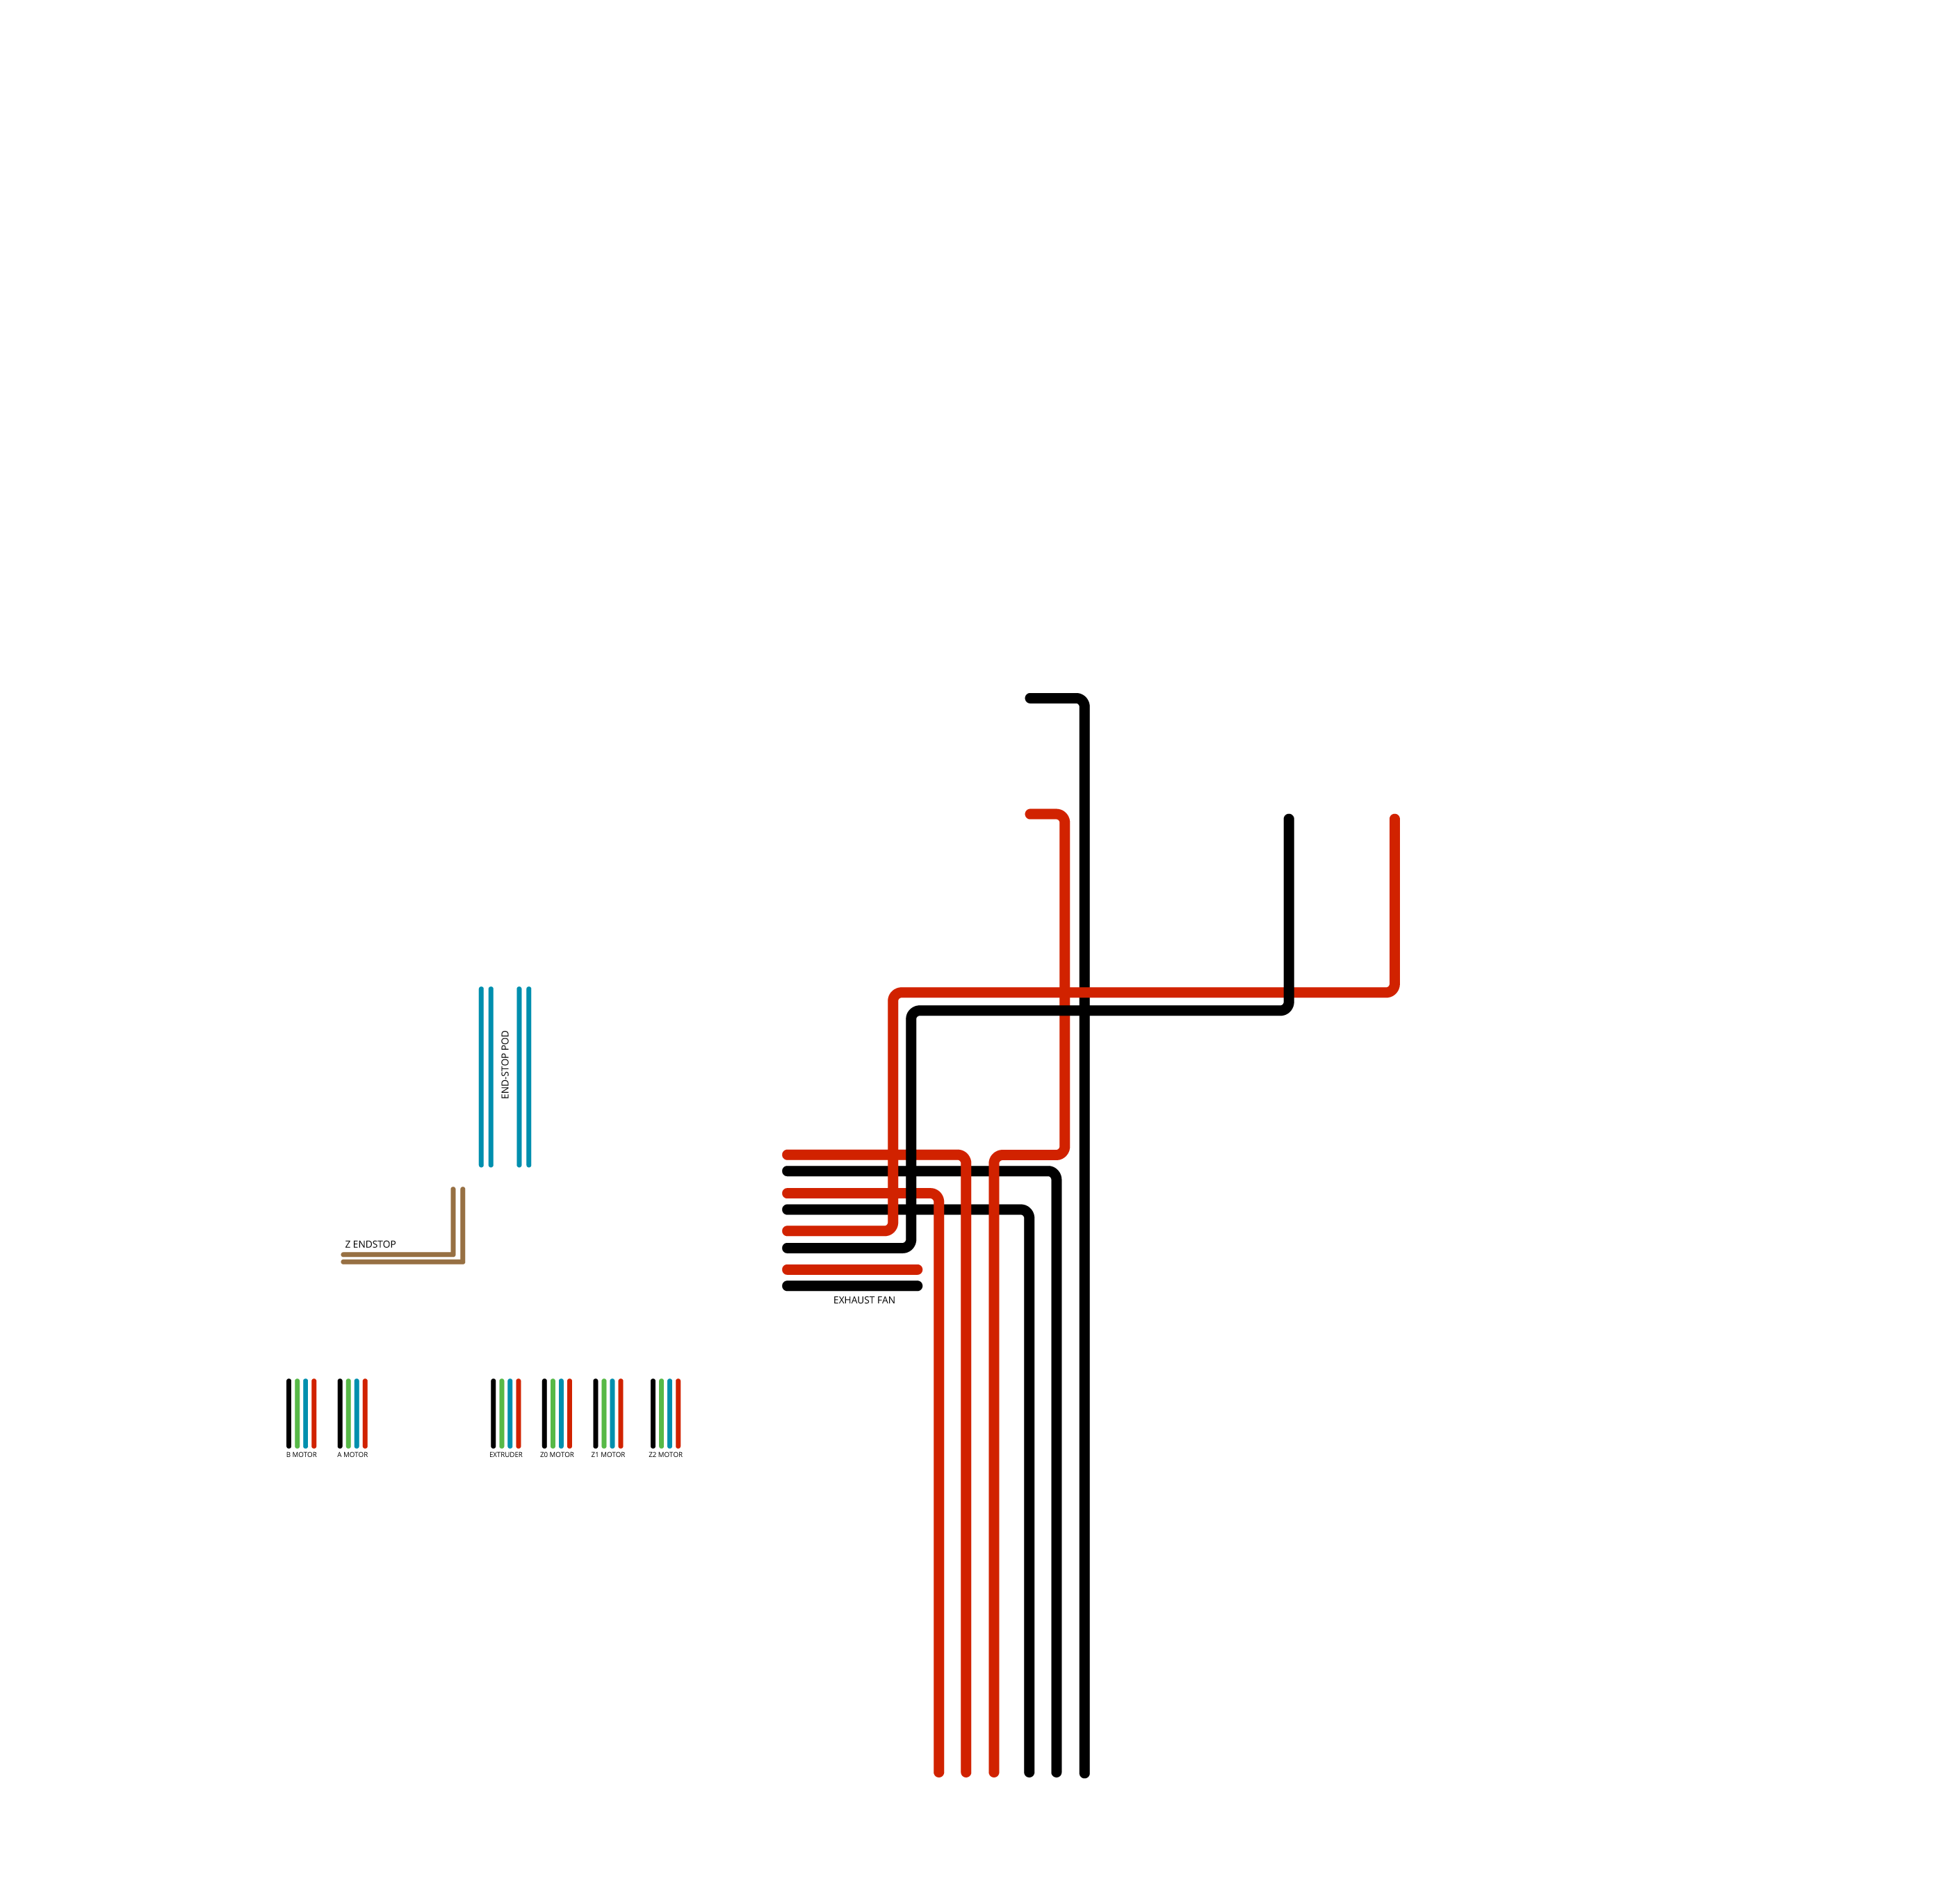 END-STOP POD
Z ENDSTOP
EXHAUST FAN
B MOTOR
A MOTOR
EXTRUDER
Z0 MOTOR
Z1 MOTOR
Z2 MOTOR